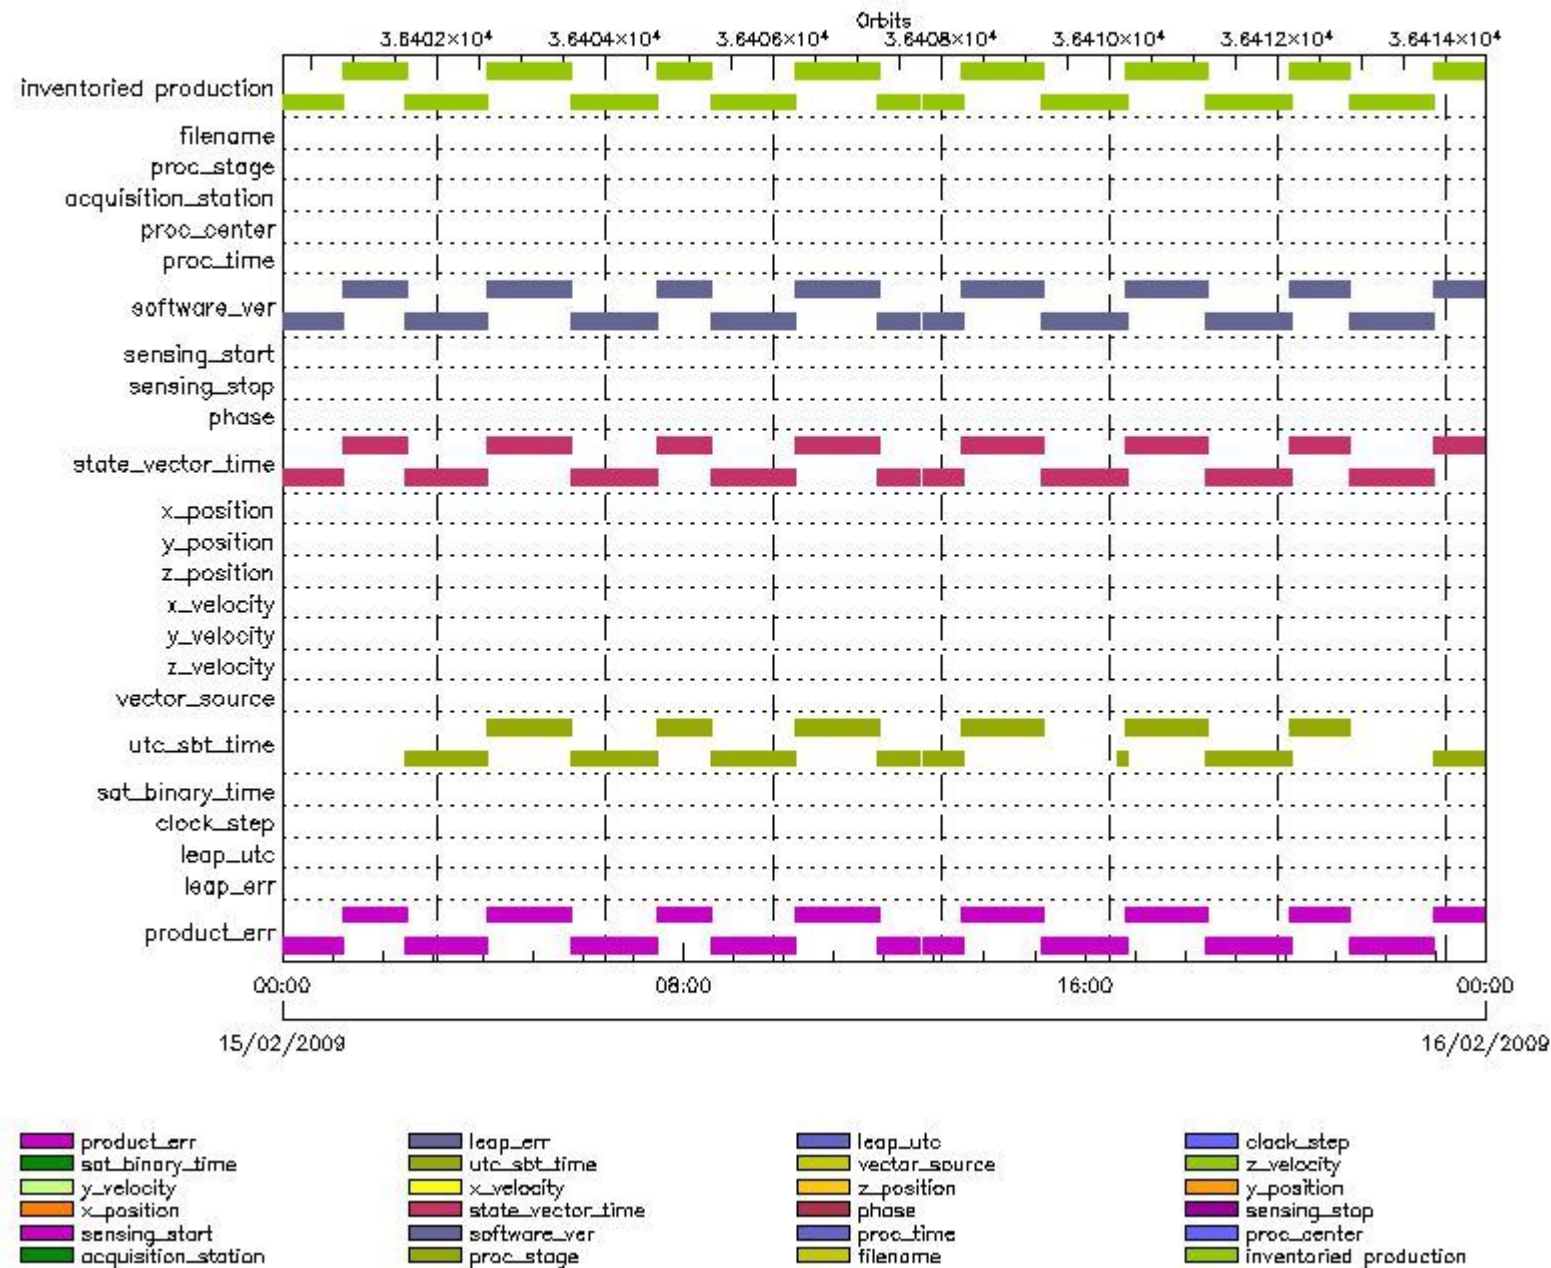 Orbits
3.6402×10⁴ 3.6404×10⁴ 3.6406×10⁴ 3.6408×10⁴ 3.6410×10⁴ 3.6412×10⁴ 3.6414×10⁴
inventoried production
filename
proc_stage
acquisition_station
proc_center
proc_time
software_ver
sensing_start
sensing_stop
phase
state_vector_time
x_position
y_position
z_position
x_velocity
y_velocity
z_velocity
vector_source
utc_sbt_time
sat_binary_time
clock_step
leap_utc
leap_err
product_err
00:00 08:00 16:00 00:00
15/02/2009 16/02/2009
product_err leap_err leap_utc clock_step
sat_binary_time utc_sbt_time vector_source z_velocity
y_velocity x_velocity z_position y_position
x_position state_vector_time phase sensing_stop
sensing_start software_ver proc_time proc_center
acquisition_station proc_stage filename inventoried production